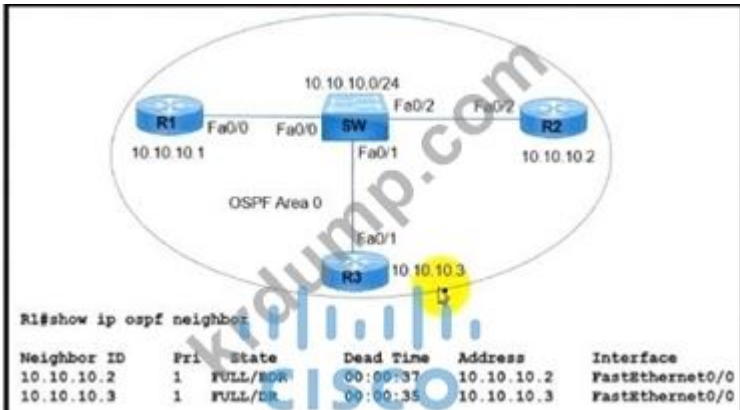 10.10.10.0/24
R1 Fa0/0 Fa0/0 SW Fa0/2 Fa0/2 R2
10.10.10.1 Fa0/1 10.10.10.2
OSPF Area 0
Fa0/1
R3 10.10.10.3
R1#show ip ospf neighbor
Neighbor ID Pri State Dead Time Address Interface
10.10.10.2 1 FULL/BDR 00:00:37 10.10.10.2 FastEthernet0/0
10.10.10.3 1 FULL/DR 00:00:35 10.10.10.3 FastEthernet0/0
krdump.com
CISCO